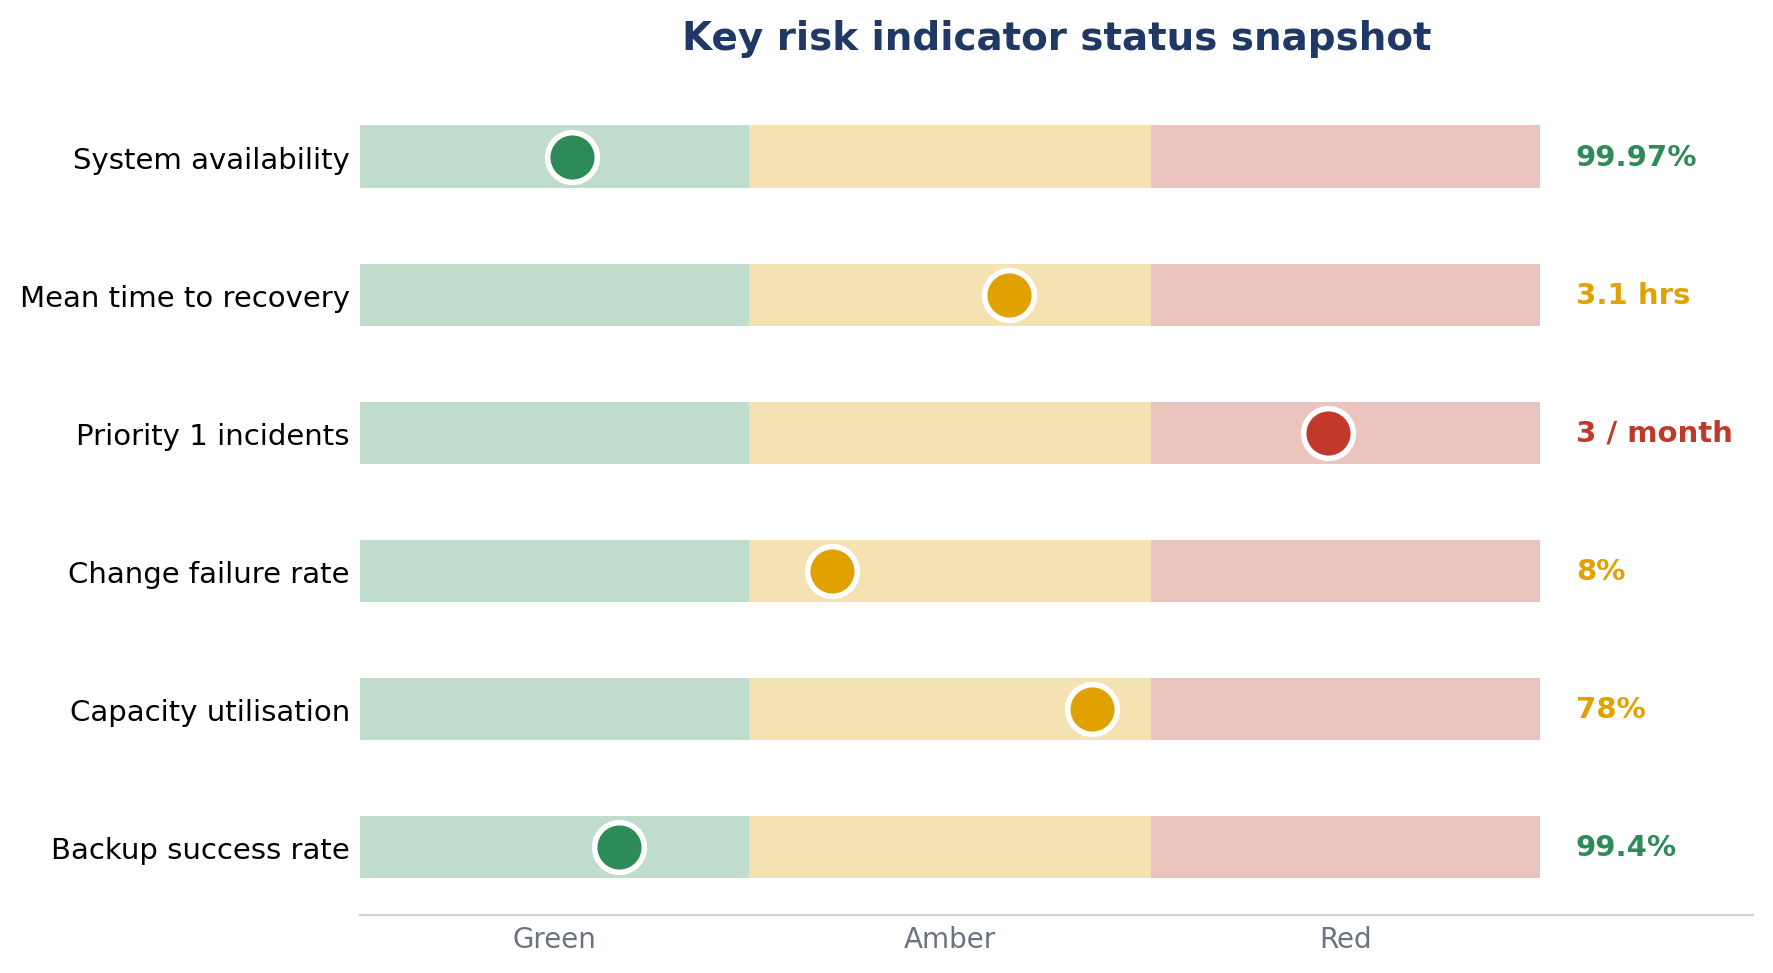 Key risk indicator status snapshot
System availability 99.97%
Mean time to recovery 3.1 hrs
Priority 1 incidents 3 / month
Change failure rate 8%
Capacity utilisation 78%
Backup success rate 99.4%
Green Amber Red